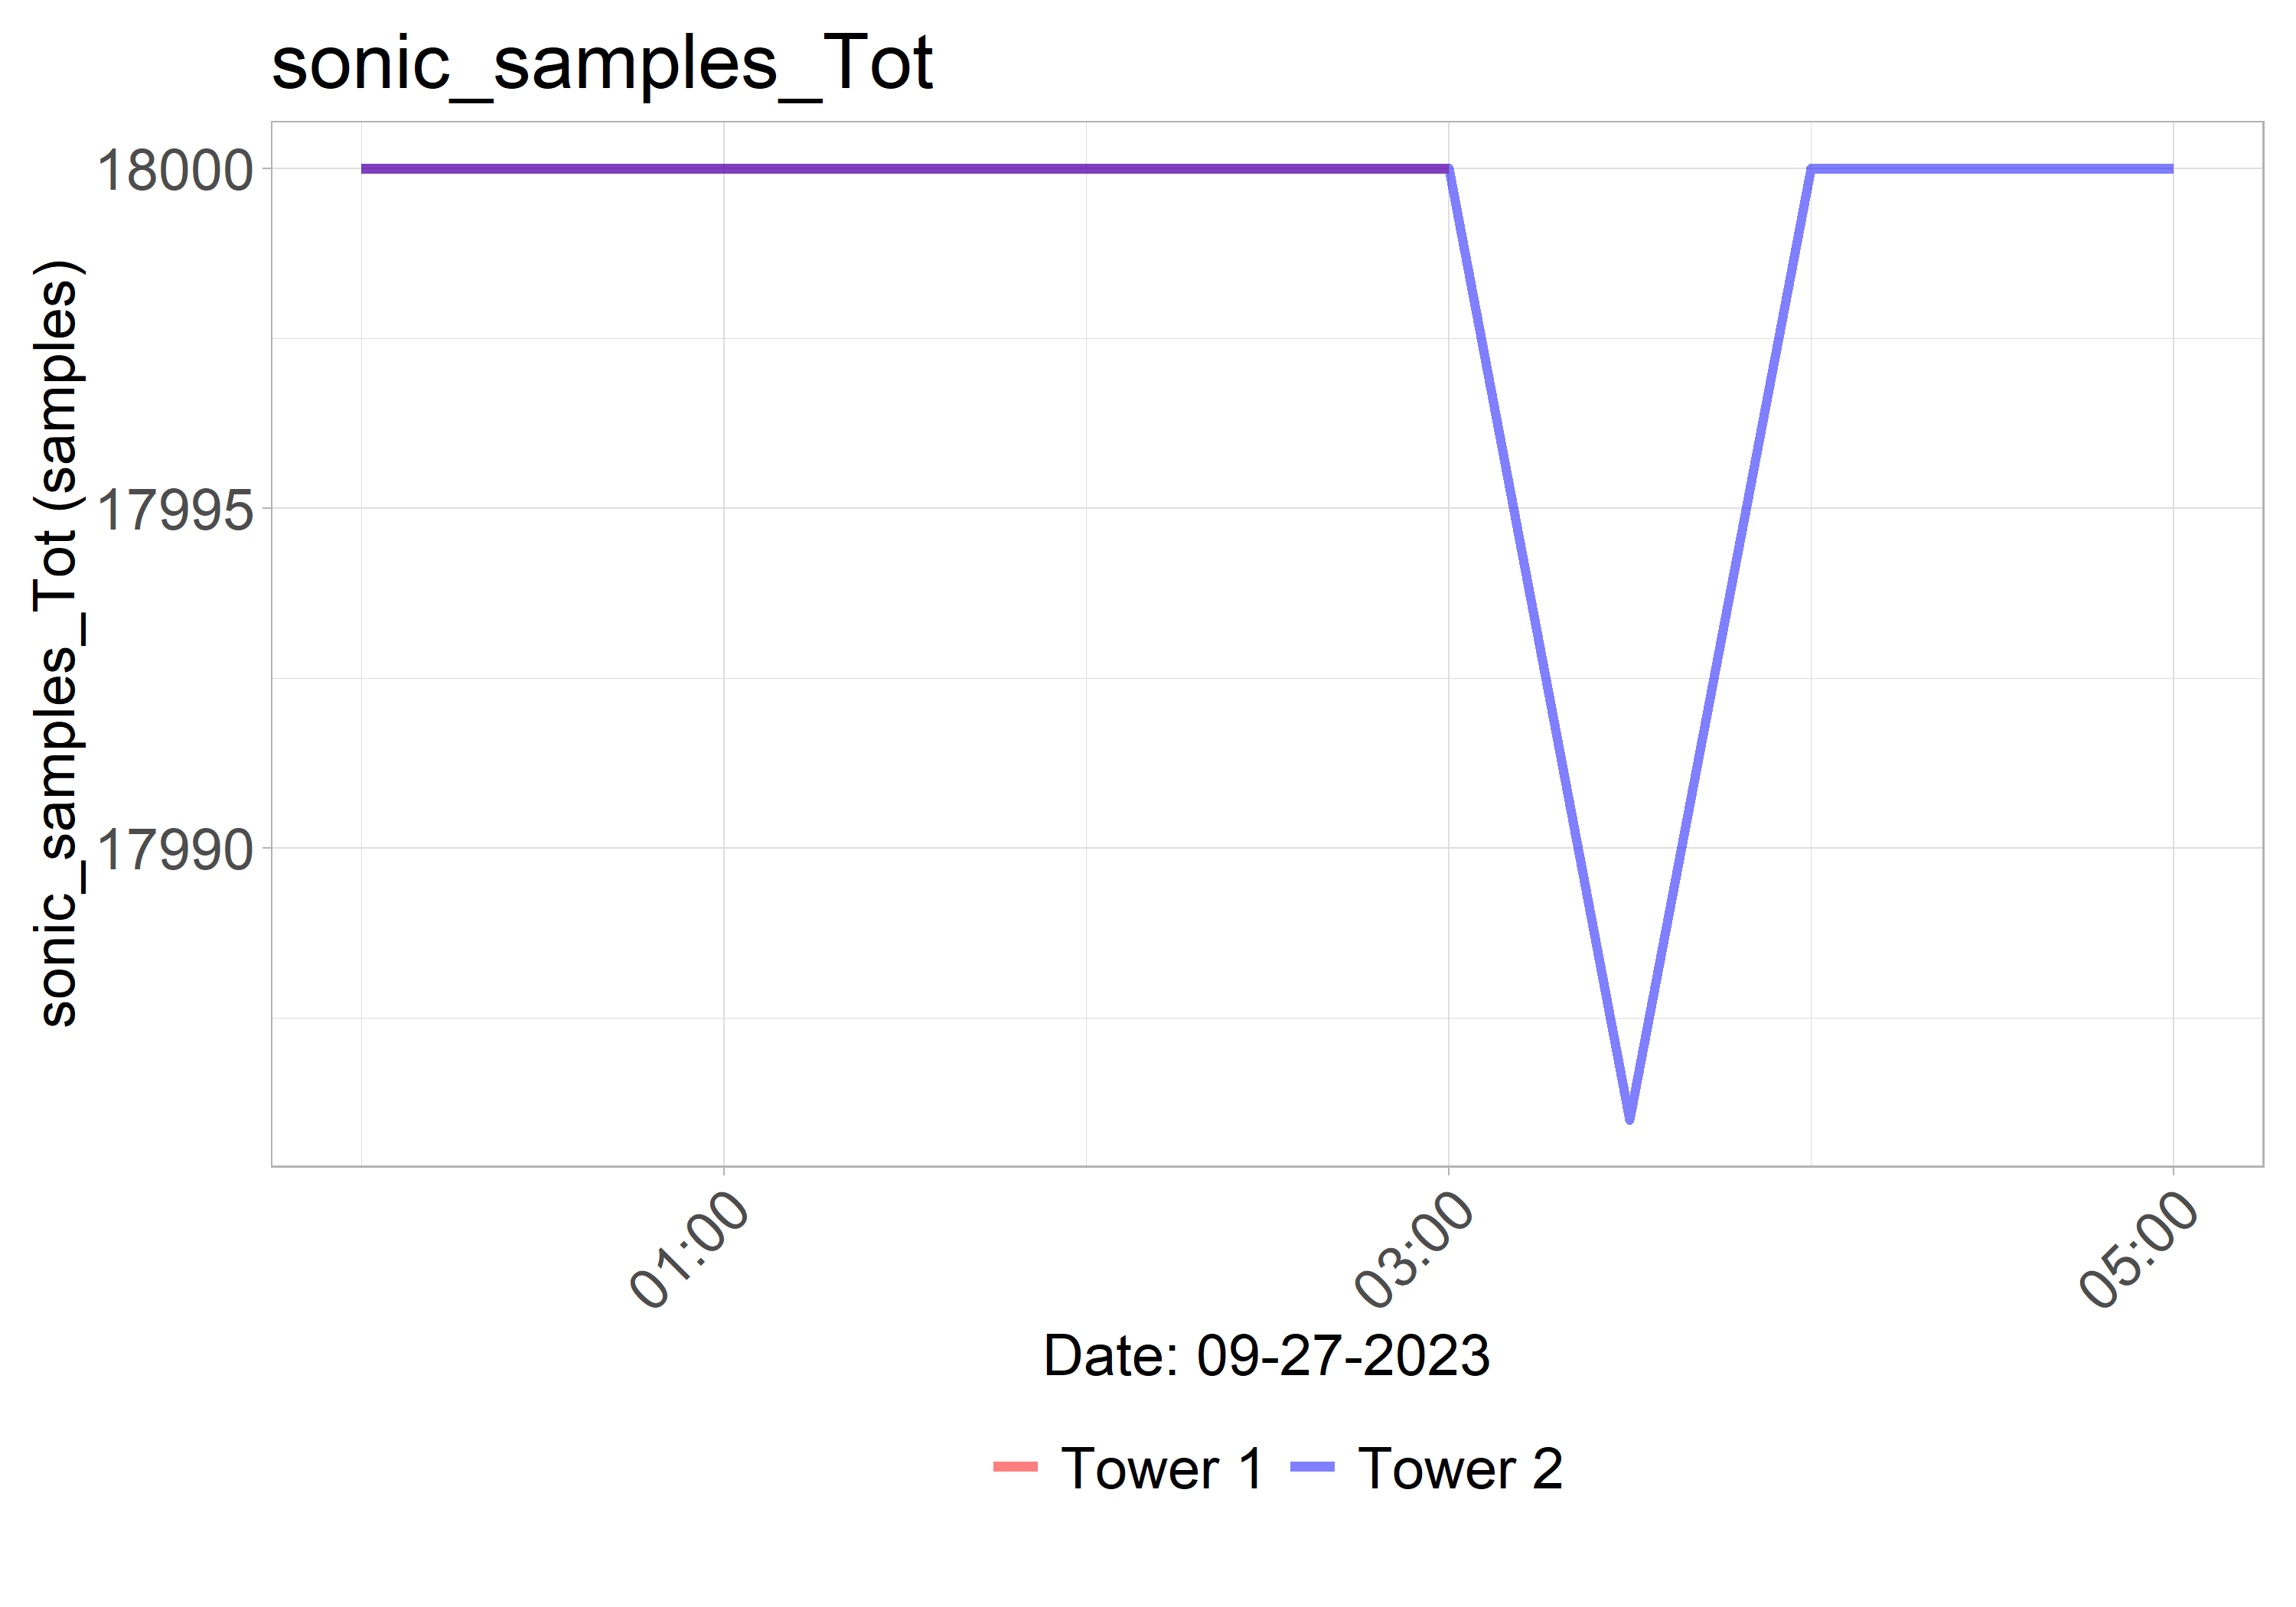 sonic_samples_Tot
sonic_samples_Tot (samples)
18000
17995
17990
01:00
03:00
05:00
Date: 09-27-2023
Tower 1
Tower 2